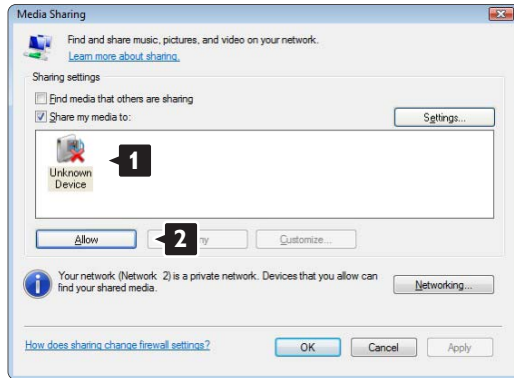 Media Sharing
Find and share music, pictures, and video on your network.
Learn more about sharing.
Sharing settings
Find media that others are sharing
Share my media to:
Settings...
Unknown
Device
1
Allow
2
Customize...
Your network (Network 2) is a private network. Devices that you allow can
find your shared media.
Networking...
How does sharing change firewall settings?
OK
Cancel
Apply